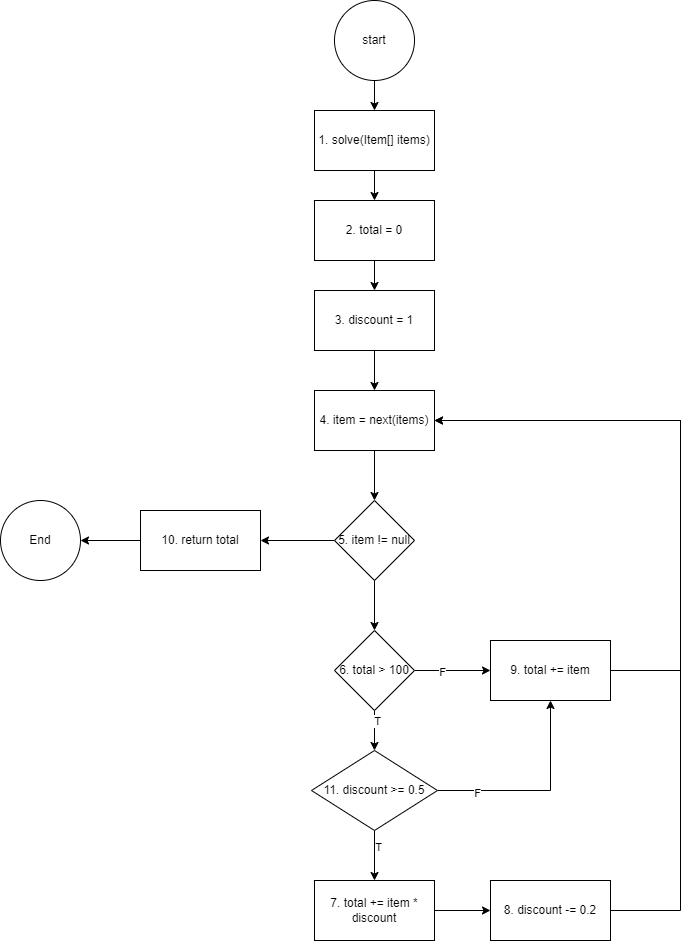 start
1. solve(Item[] items)
2. total = 0
3. discount = 1
4. item = next(items)
End
10. return total
5. item != null
6. total > 100
F
9. total += item
T
11. discount >= 0.5
F
T
7. total += item *
discount
8. discount -= 0.2